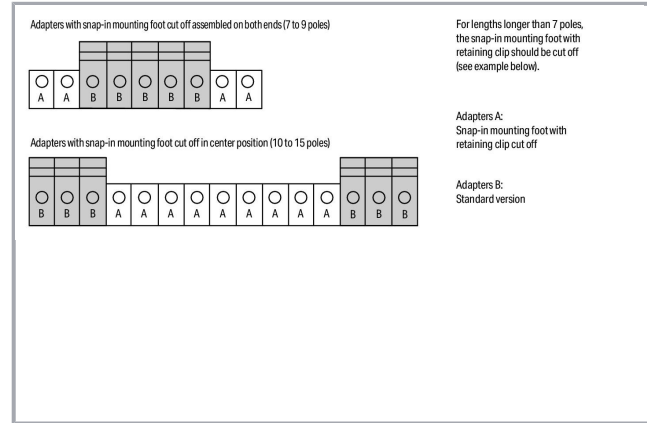 Adapters with snap-in mounting foot cut off assembled on both ends (7 to 9 poles)
A A B B B B B A A
Adapters with snap-in mounting foot cut off in center position (10 to 15 poles)
B B B A A A A A A A A A B B B
For lengths longer than 7 poles,
the snap-in mounting foot with
retaining clip should be cut off
(see example below).
Adapters A:
Snap-in mounting foot with
retaining clip cut off
Adapters B:
Standard version